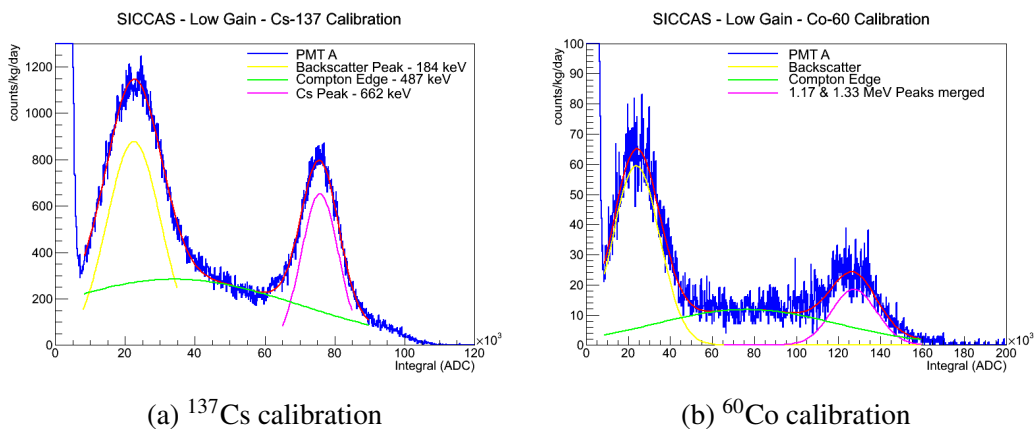 SICCAS - Low Gain - Cs-137 Calibration
counts/kg/day
1200
1000
800
600
400
200
0
PMT A
Backscatter Peak - 184 keV
Compton Edge - 487 keV
Cs Peak - 662 keV
0 20 40 60 80 100 120
×10³
Integral (ADC)
(a) ¹³⁷Cs calibration
SICCAS - Low Gain - Co-60 Calibration
counts/kg/day
100
90
80
70
60
50
40
30
20
10
0
PMT A
Backscatter
Compton Edge
1.17 & 1.33 MeV Peaks merged
0 20 40 60 80 100 120 140 160 180 200
×10³
Integral (ADC)
(b) ⁶⁰Co calibration